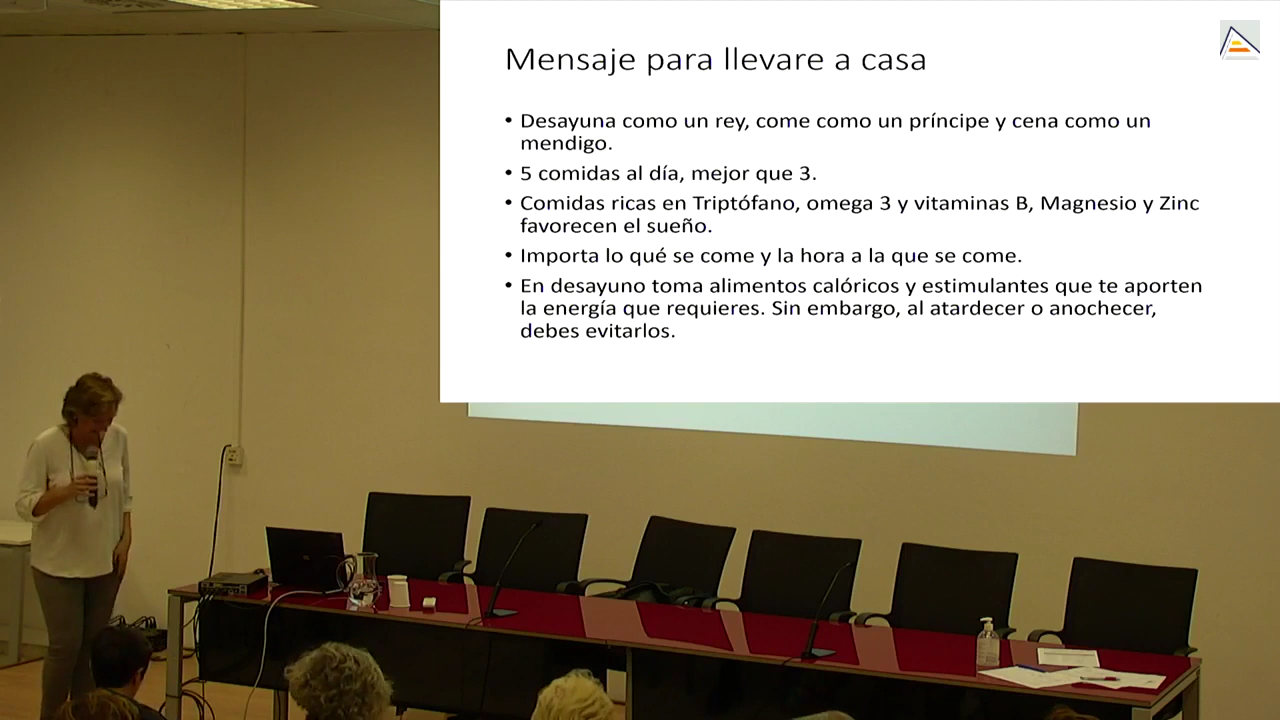 Mensaje para llevare a casa
• Desayuna como un rey, come como un príncipe y cena como un
mendigo.
• 5 comidas al día, mejor que 3.
• Comidas ricas en Triptófano, omega 3 y vitaminas B, Magnesio y Zinc
favorecen el sueño.
• Importa lo qué se come y la hora a la que se come.
• En desayuno toma alimentos calóricos y estimulantes que te aporten
la energía que requieres. Sin embargo, al atardecer o anochecer,
debes evitarlos.